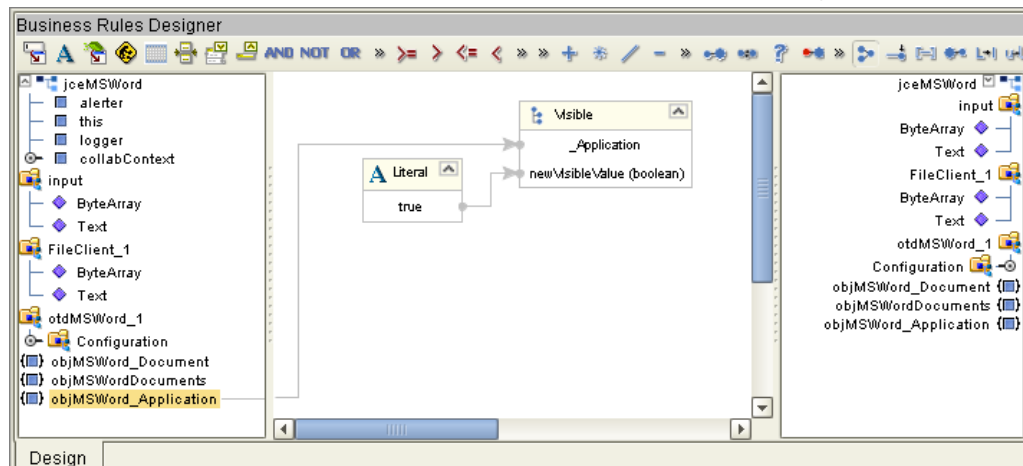 Business Rules Designer
A AND NOT OR » >= > <= < » » + / - » ? »
jceMSWord
alerter
this
logger
collabContext
input
ByteArray
Text
FileClient_1
ByteArray
Text
otdMSWord_1
Configuration
objMSWord_Document
objMSWordDocuments
objMSWord_Application
Visible
_Application
newVisibleValue (boolean)
A Literal
true
jceMSWord
input
ByteArray
Text
FileClient_1
ByteArray
Text
otdMSWord_1
Configuration
objMSWord_Document
objMSWordDocuments
objMSWord_Application
Design